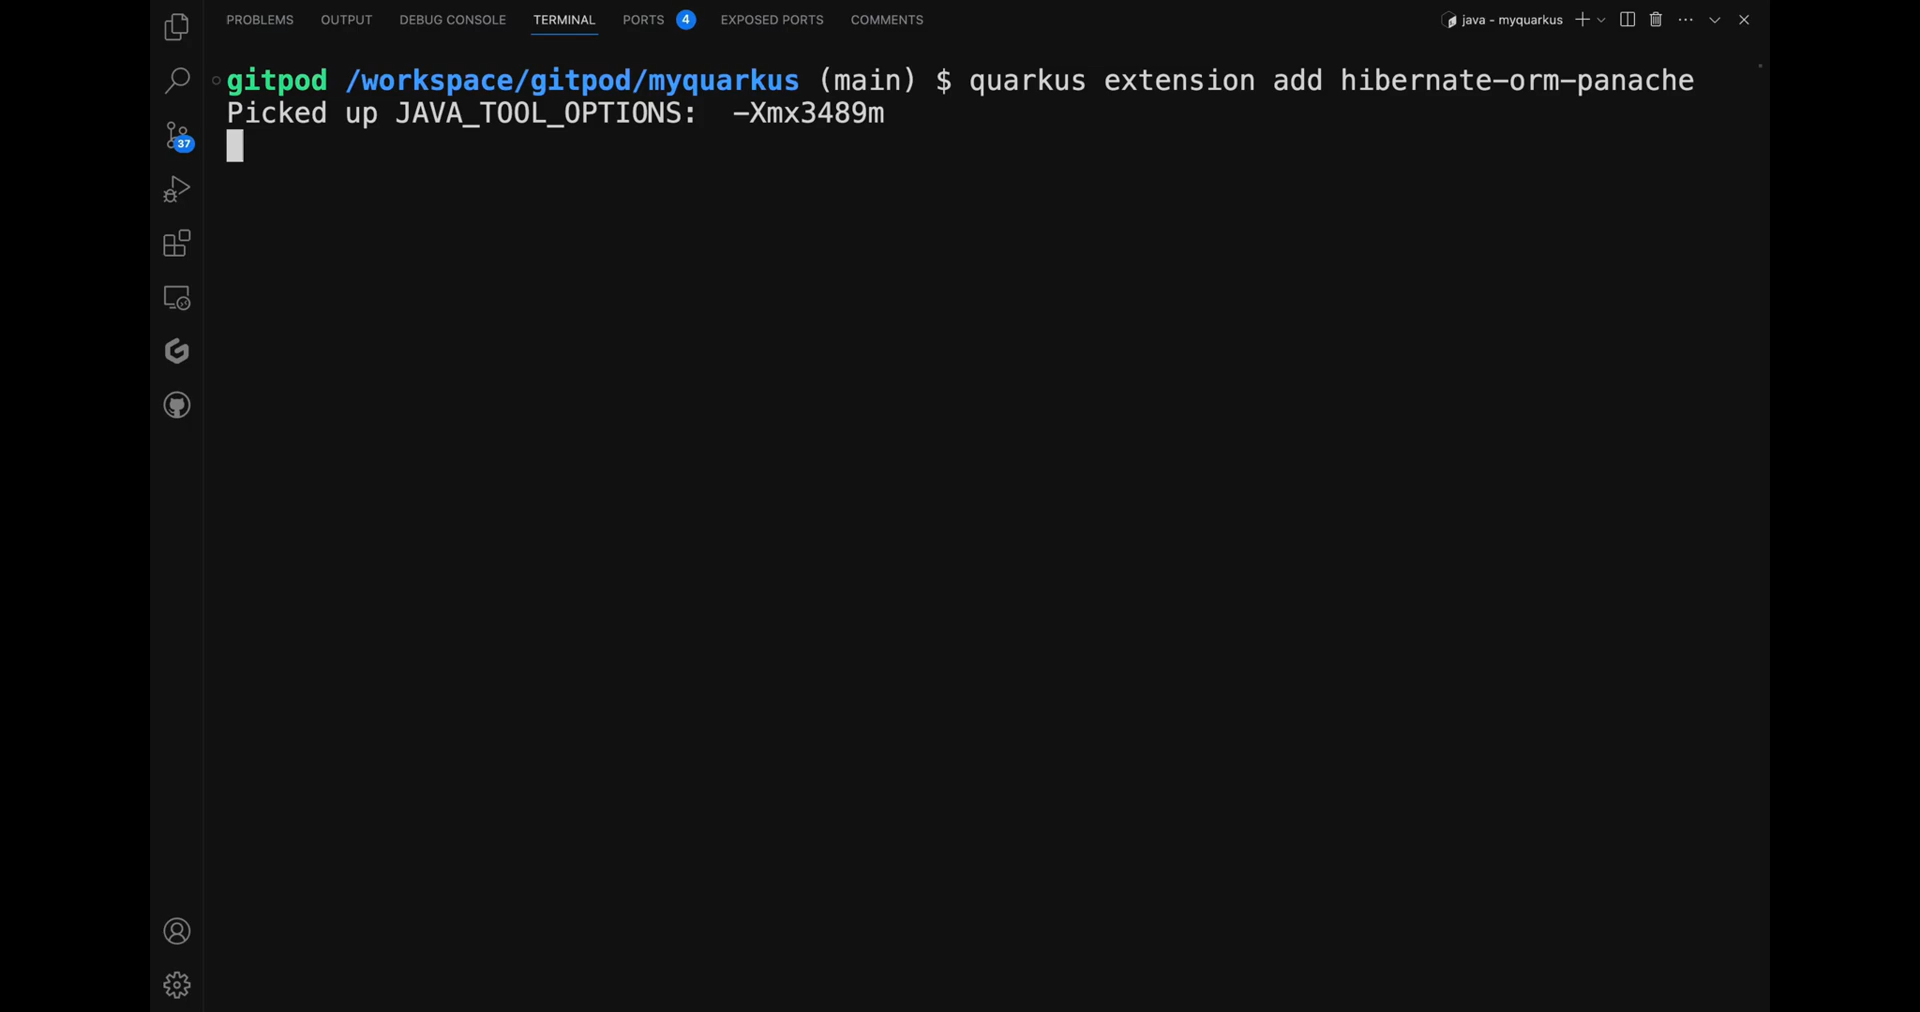 PROBLEMS OUTPUT DEBUG CONSOLE TERMINAL PORTS 4 EXPOSED PORTS COMMENTS java - myquarkus
gitpod /workspace/gitpod/myquarkus (main) $ quarkus extension add hibernate-orm-panache
Picked up JAVA_TOOL_OPTIONS:  -Xmx3489m
37